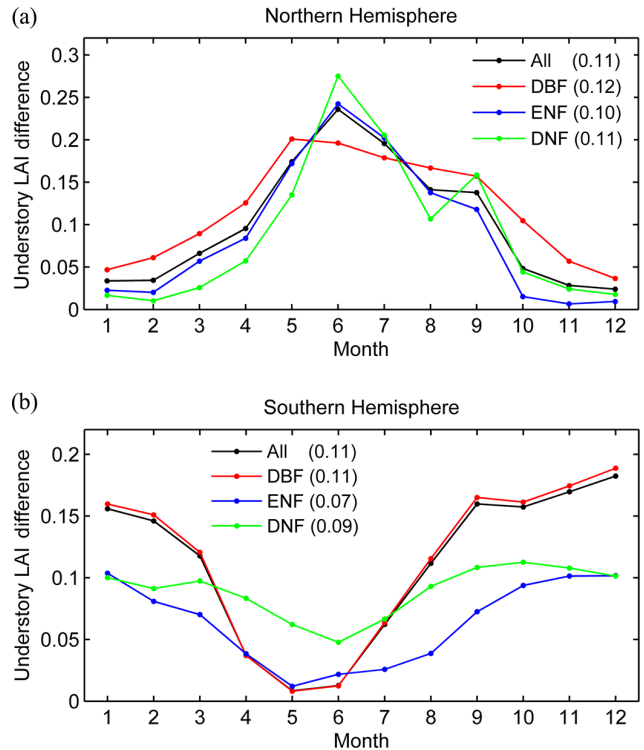 (a)
Northern Hemisphere
Understory LAI difference
0.3
0.25
0.2
0.15
0.1
0.05
0
All (0.11)
DBF (0.12)
ENF (0.10)
DNF (0.11)
1 2 3 4 5 6 7 8 9 10 11 12
Month
(b)
Southern Hemisphere
Understory LAI difference
0.2
0.15
0.1
0.05
0
All (0.11)
DBF (0.11)
ENF (0.07)
DNF (0.09)
1 2 3 4 5 6 7 8 9 10 11 12
Month